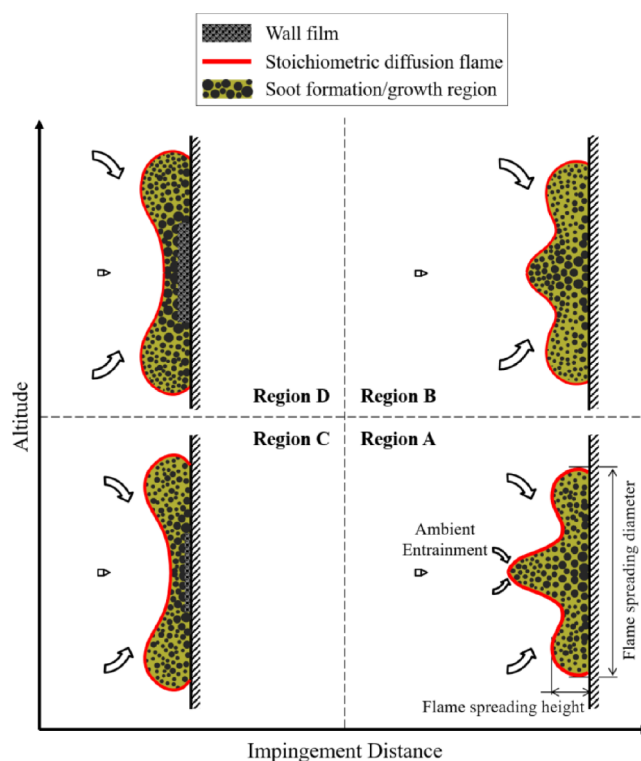 Wall film
Stoichiometric diffusion flame
Soot formation/growth region
Altitude
Region D
Region B
Region C
Region A
Ambient
Entrainment
Flame spreading diameter
Flame spreading height
Impingement Distance